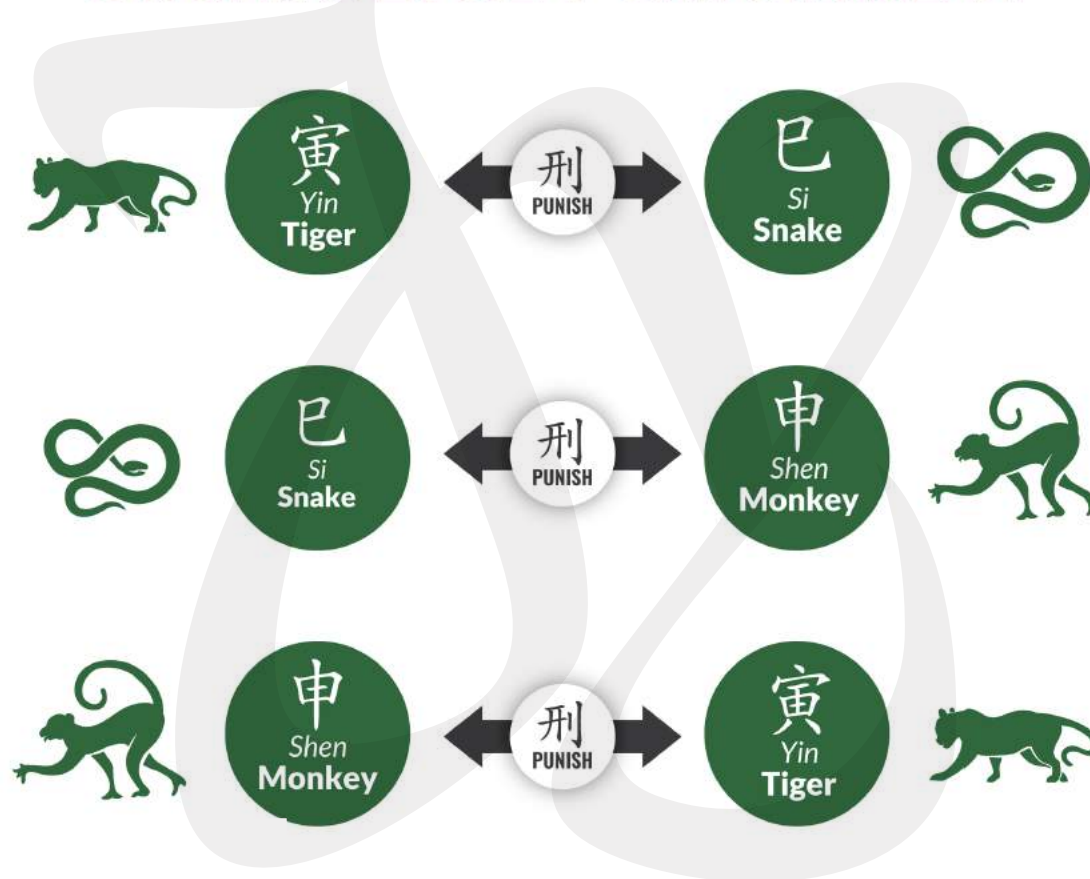 寅
Yin
Tiger
刑
PUNISH
巳
Si
Snake
巳
Si
Snake
刑
PUNISH
申
Shen
Monkey
申
Shen
Monkey
刑
PUNISH
寅
Yin
Tiger